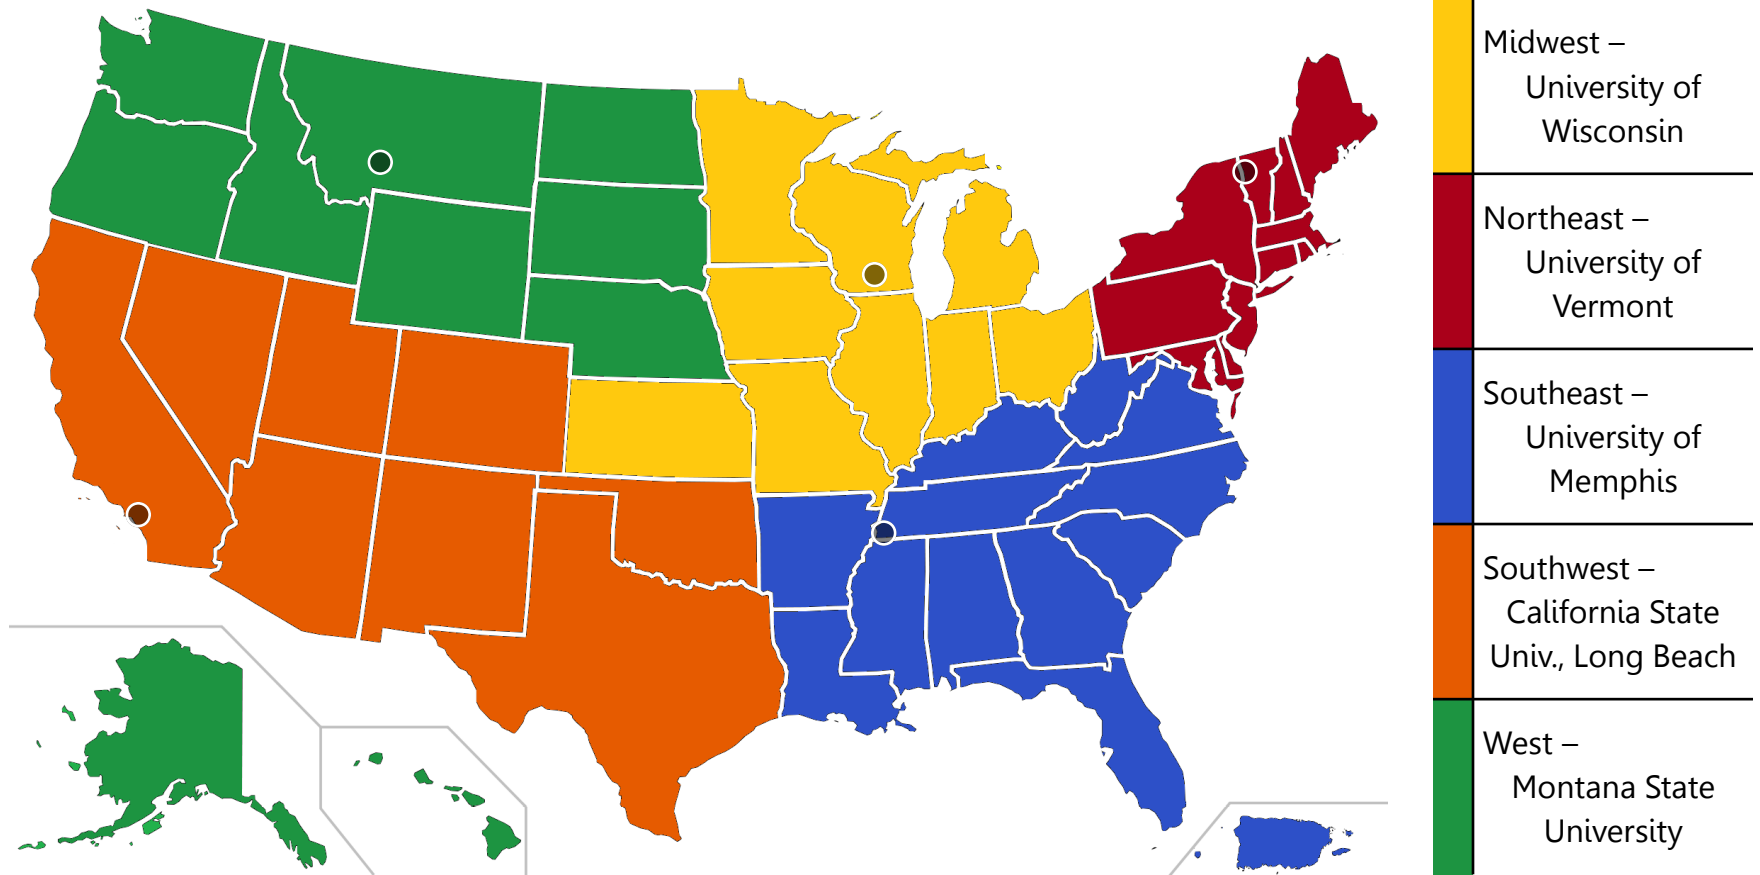 Midwest –
University of
Wisconsin
Northeast –
University of
Vermont
Southeast –
University of
Memphis
Southwest –
California State
Univ., Long Beach
West –
Montana State
University